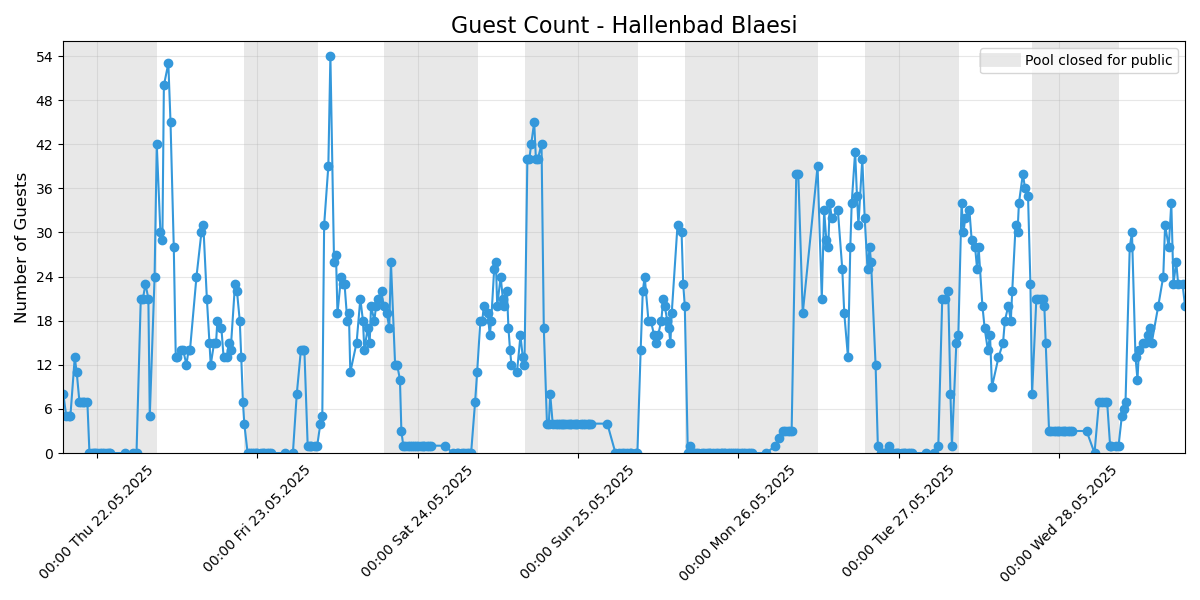 Guest Count - Hallenbad Blaesi
Pool closed for public
Number of Guests
54
48
42
36
30
24
18
12
6
0
00:00 Thu 22.05.2025
00:00 Fri 23.05.2025
00:00 Sat 24.05.2025
00:00 Sun 25.05.2025
00:00 Mon 26.05.2025
00:00 Tue 27.05.2025
00:00 Wed 28.05.2025